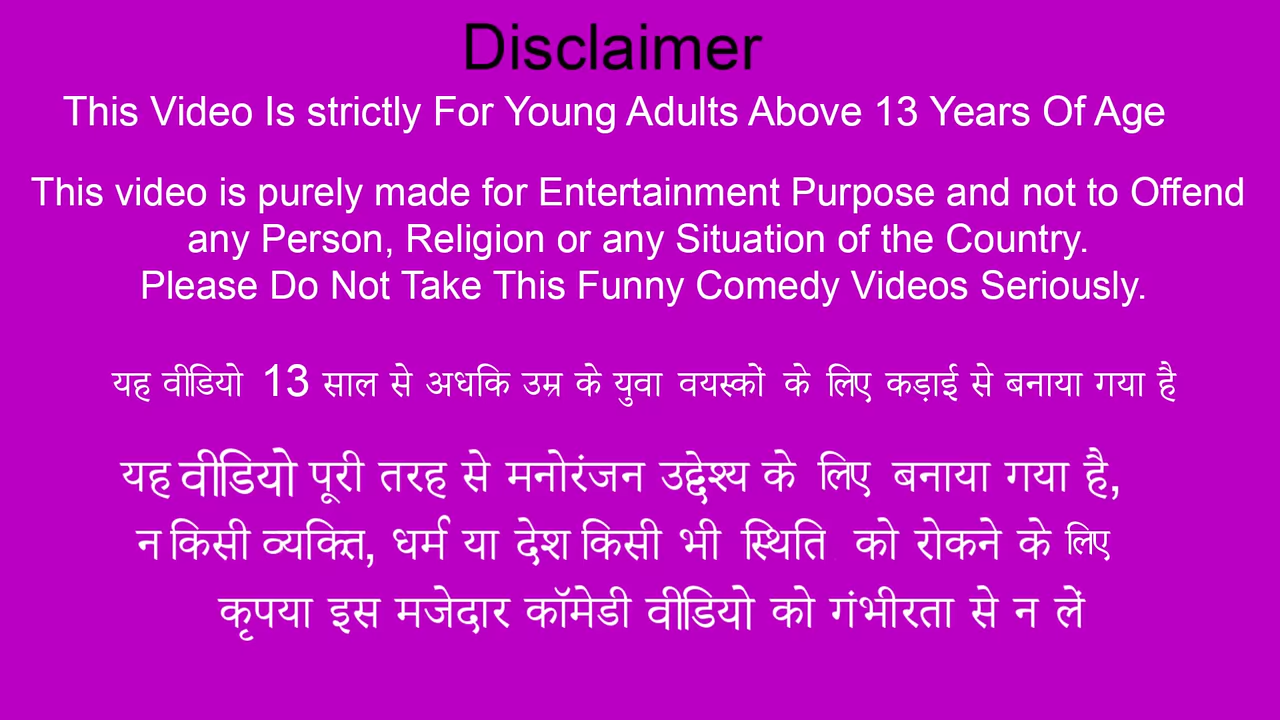 Disclaimer
This Video Is strictly For Young Adults Above 13 Years Of Age
This video is purely made for Entertainment Purpose and not to Offend
any Person, Religion or any Situation of the Country.
Please Do Not Take This Funny Comedy Videos Seriously.
यह वीडियो 13 साल से अधिक उम्र के युवा वयस्कों के लिए कड़ाई से बनाया गया है
यह वीडियो पूरी तरह से मनोरंजन उद्देश्य के लिए बनाया गया है,
न किसी व्यक्ति, धर्म या देश किसी भी स्थिति को रोकने के लिए
कृपया इस मजेदार कॉमेडी वीडियो को गंभीरता से न लें